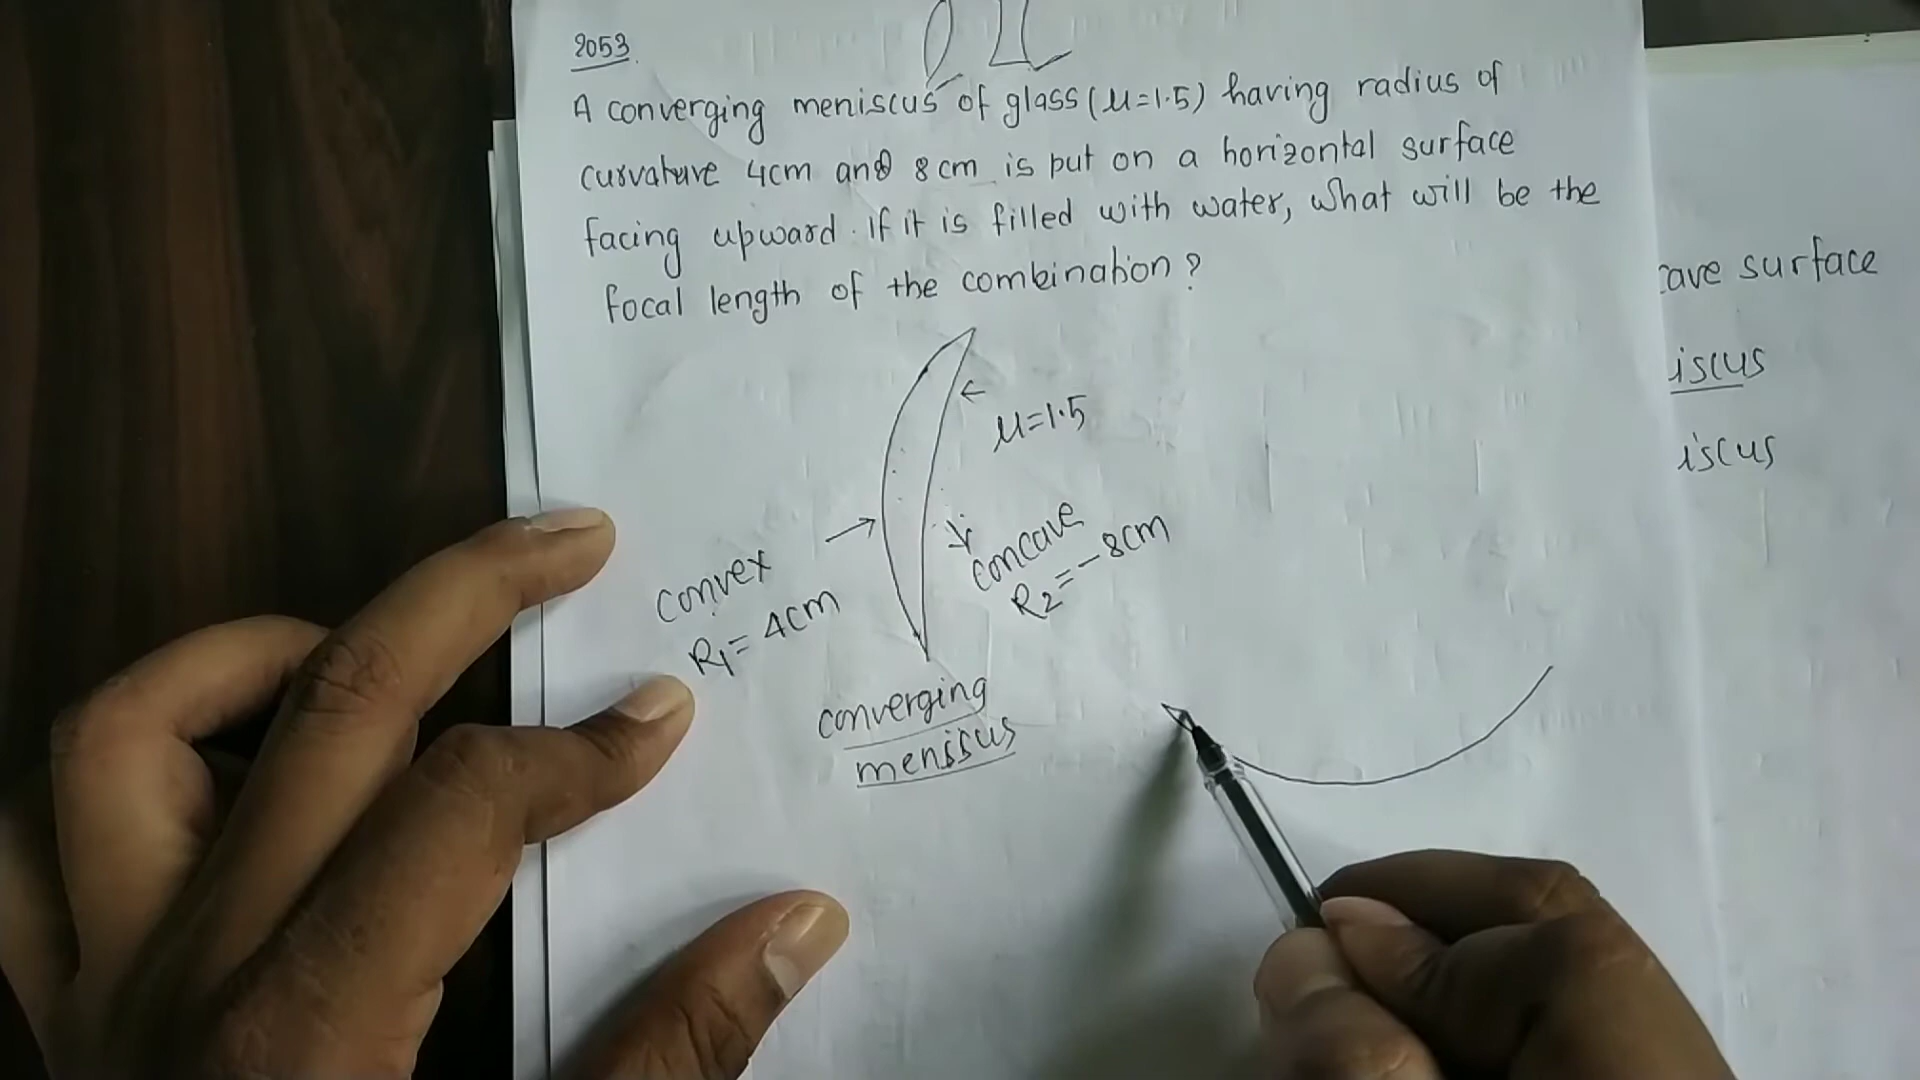 2053
A converging meniscus of glass (μ=1.5) having radius of
curvature 4cm and 8cm is put on a horizontal surface
facing upward. If it is filled with water, what will be the
focal length of the combination?
cave surface
iscus
iscus
μ=1.5
convex
R1= 4cm
concave
R2=-8cm
converging
menissus